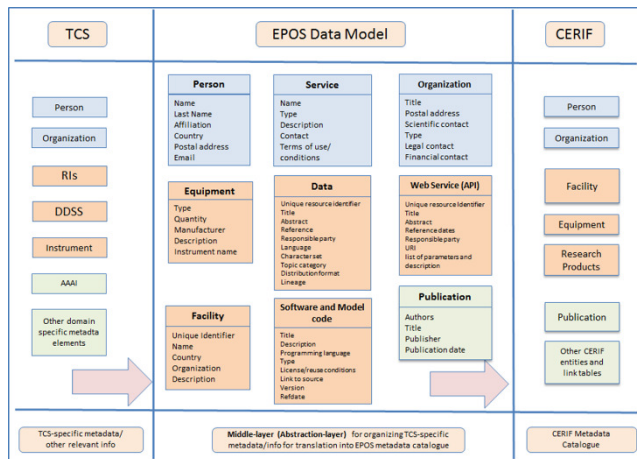 TCS
EPOS Data Model
CERIF
Person
Organization
RIs
DDSS
Instrument
AAAI
Other domain
specific metadta
elements
Person
Name
Last Name
Affiliation
Country
Postal address
Email
Service
Name
Type
Description
Contact
Terms of use/
conditions
Organization
Title
Postal address
Scientific contact
Type
Legal contact
Financial contact
Equipment
Type
Quantity
Manufacturer
Description
Instrument name
Data
Unique resource identifier
Title
Abstract
Reference
Responsible party
Language
Character set
Topic category
Distribution format
Lineage
Web Service (API)
Unique resource identifier
Title
Abstract
Reference dates
Responsible party
URI
list of parameters and
description
Facility
Unique Identifier
Name
Country
Organization
Description
Software and Model
code
Title
Description
Programming language
Type
License/reuse conditions
Link to source
Version
Refdate
Publication
Authors
Title
Publisher
Publication date
Person
Organization
Facility
Equipment
Research
Products
Publication
Other CERIF
entities and
link tables
TCS-specific metadata/
other relevant info
Middle-layer (Abstraction-layer) for organizing TCS-specific
metadata/info for translation into EPOS metadata catalogue
CERIF Metadata
Catalogue